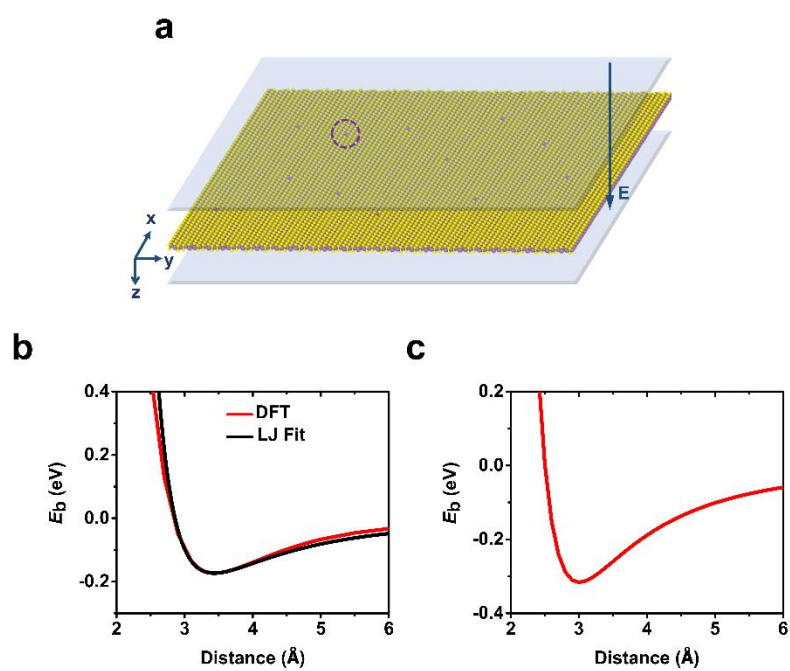 a
E
x
y
z
b
c
0.4
0.2
0.0
-0.2
DFT
LJ Fit
Eb (eV)
2 3 4 5 6
Distance (Å)
0.2
0.0
-0.2
-0.4
Eb (eV)
2 3 4 5 6
Distance (Å)